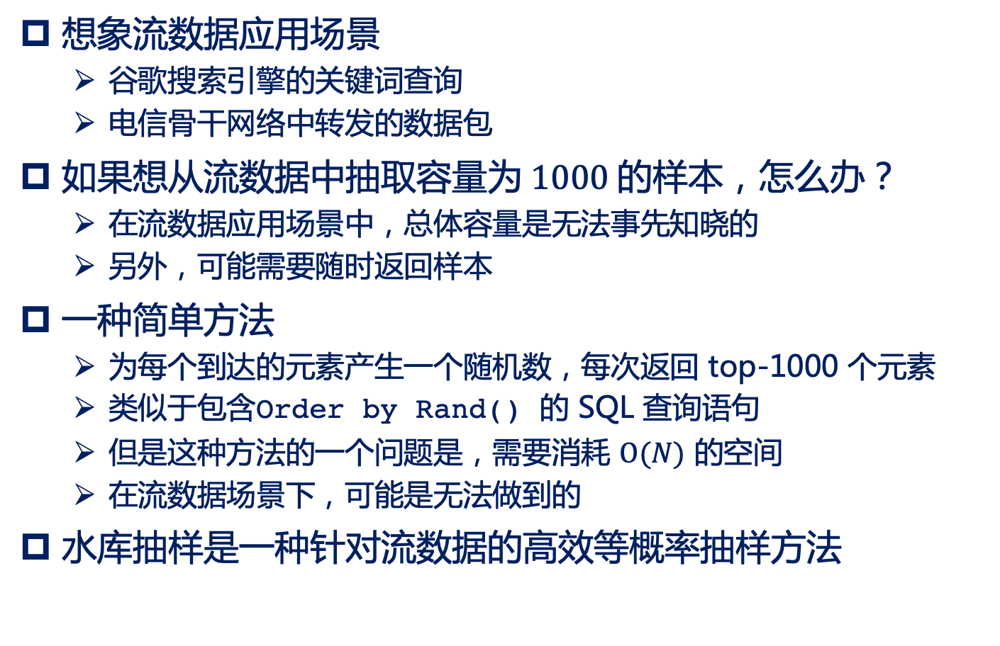 想象流数据应用场景
谷歌搜索引擎的关键词查询
电信骨干网络中转发的数据包
如果想从流数据中抽取容量为 1000 的样本，怎么办？
在流数据应用场景中，总体容量是无法事先知晓的
另外，可能需要随时返回样本
一种简单方法
为每个到达的元素产生一个随机数，每次返回 top-1000 个元素
类似于包含Order by Rand() 的 SQL 查询语句
但是这种方法的一个问题是，需要消耗 O(N) 的空间
在流数据场景下，可能是无法做到的
水库抽样是一种针对流数据的高效等概率抽样方法